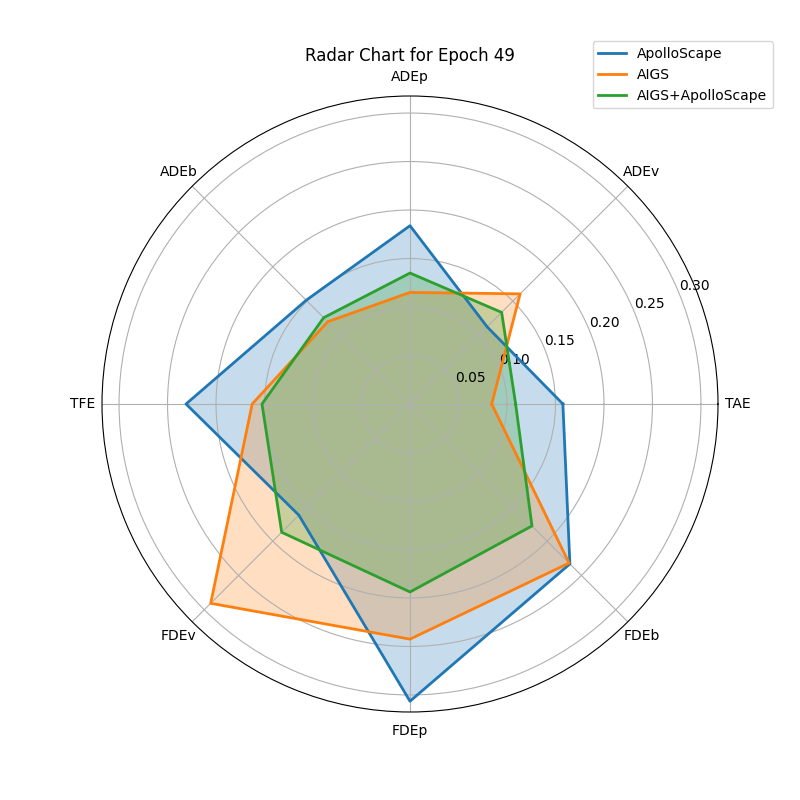 Radar Chart for Epoch 49
ApolloScape
AIGS
AIGS+ApolloScape
ADEp
ADEb
ADEv
0.30
0.25
0.20
0.15
0.10
0.05
TFE
TAE
FDEv
FDEb
FDEp